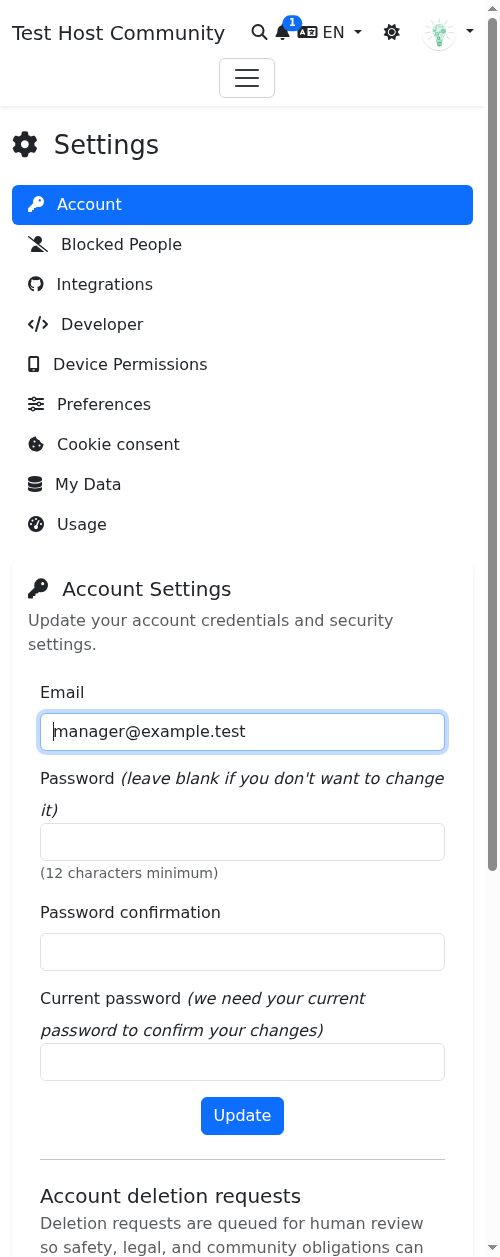 Test Host Community
1
EN
Settings
Account
Blocked People
Integrations
Developer
Device Permissions
Preferences
Cookie consent
My Data
Usage
Account Settings
Update your account credentials and security
settings.
Email
manager@example.test
Password (leave blank if you don't want to change
it)
(12 characters minimum)
Password confirmation
Current password (we need your current
password to confirm your changes)
Update
Account deletion requests
Deletion requests are queued for human review
so safety, legal, and community obligations can